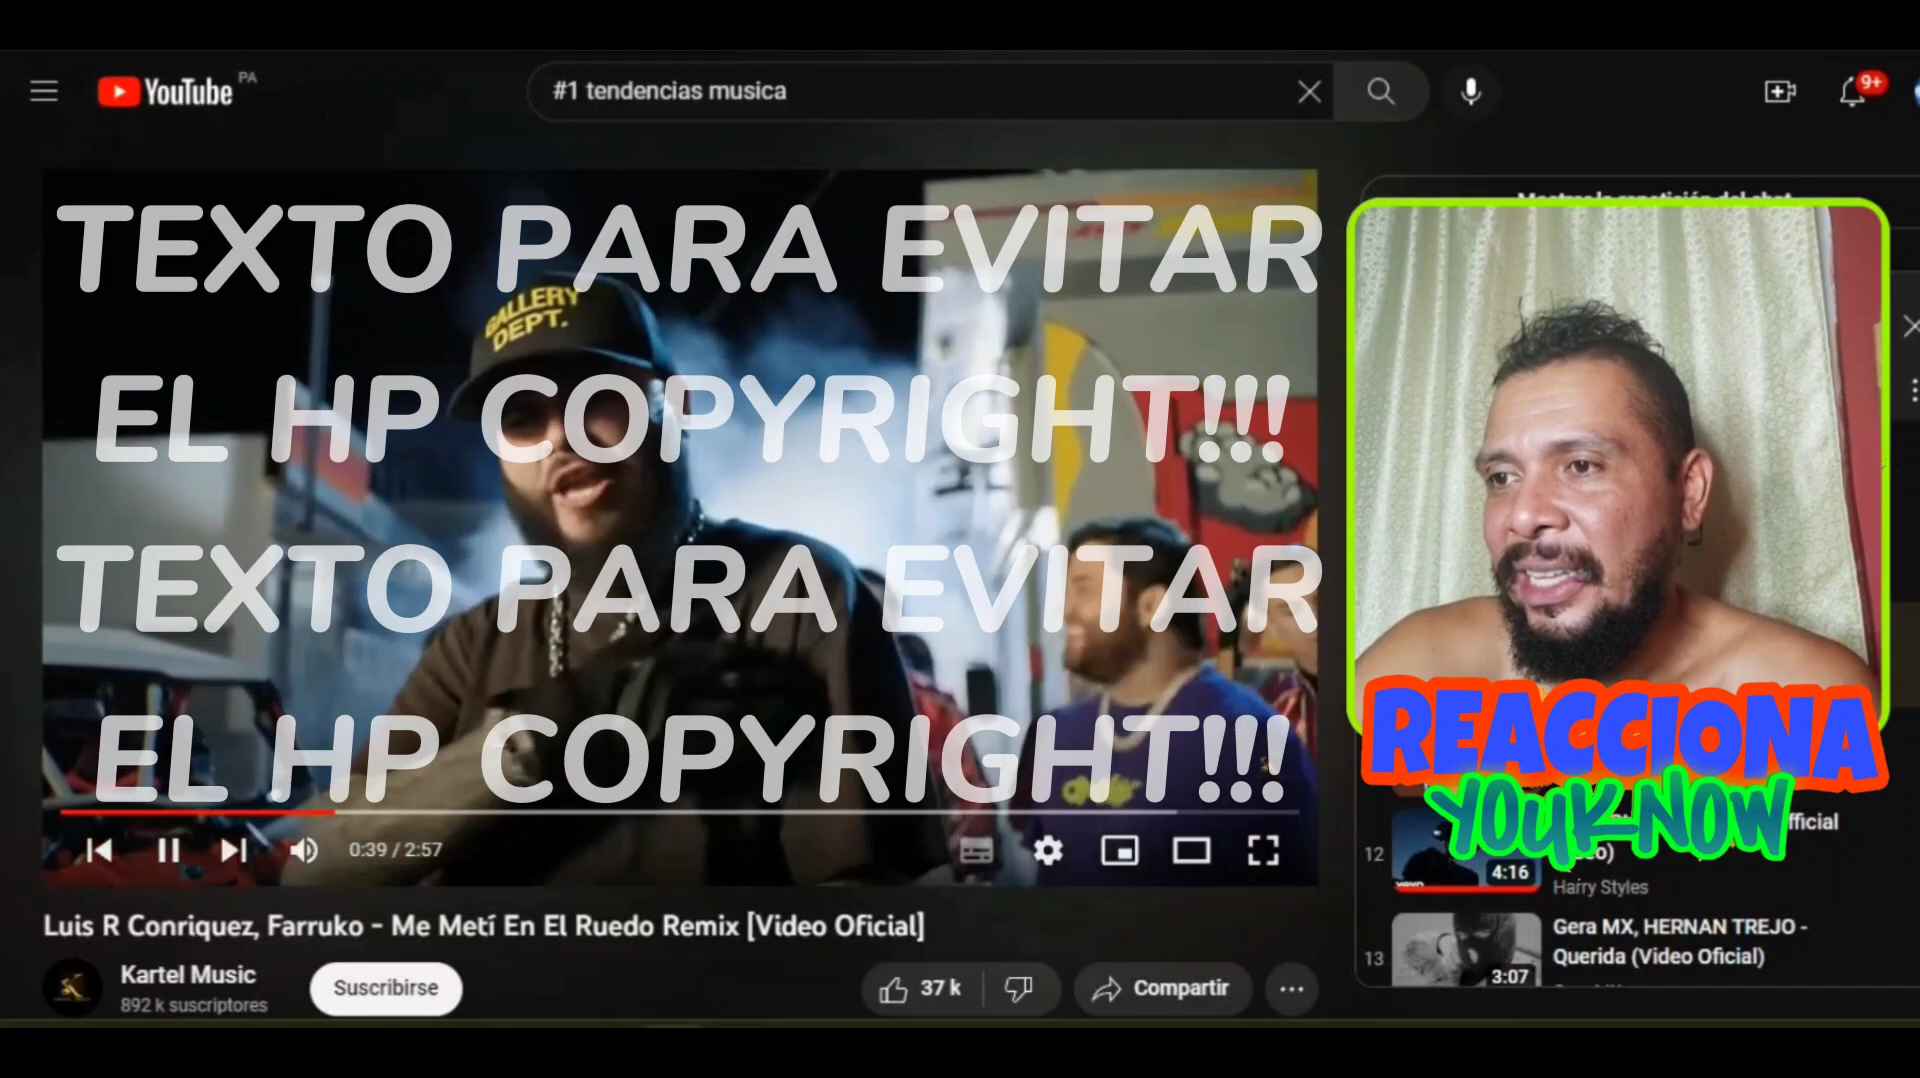 YouTube PA
#1 tendencias musica
9+
TEXTO PARA EVITAR
EL HP COPYRIGHT!!!
TEXTO PARA EVITAR
EL HP COPYRIGHT!!!
GALLERY
DEPT.
0:39 / 2:57
Luis R Conriquez, Farruko - Me Metí En El Ruedo Remix [Video Oficial]
Kartel Music
892 k suscriptores
Suscribirse
37 k
Compartir
REACCIONA
YOUKNOW
12
4:16
Harry Styles
13
3:07
Gera MX, HERNAN TREJO -
Querida (Video Oficial)